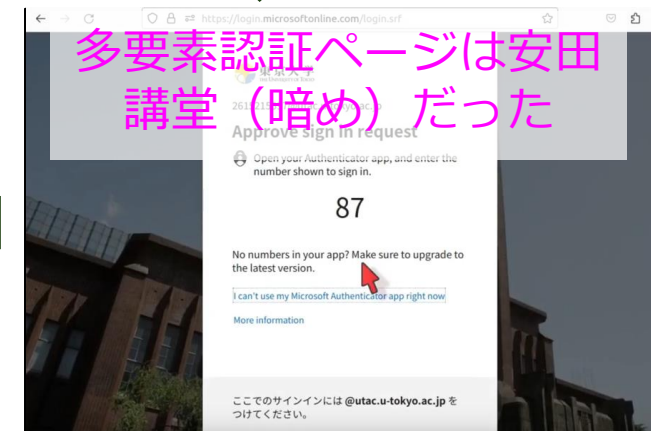 https://login.microsoftonline.com/login.srf
多要素認証ページは安田
講堂（暗め）だった
東京大学
Approve sign in request
Open your Authenticator app, and enter the
number shown to sign in.
87
No numbers in your app? Make sure to upgrade to
the latest version.
I can't use my Microsoft Authenticator app right now
More information
ここでのサインインには @utac.u-tokyo.ac.jp を
つけてください。